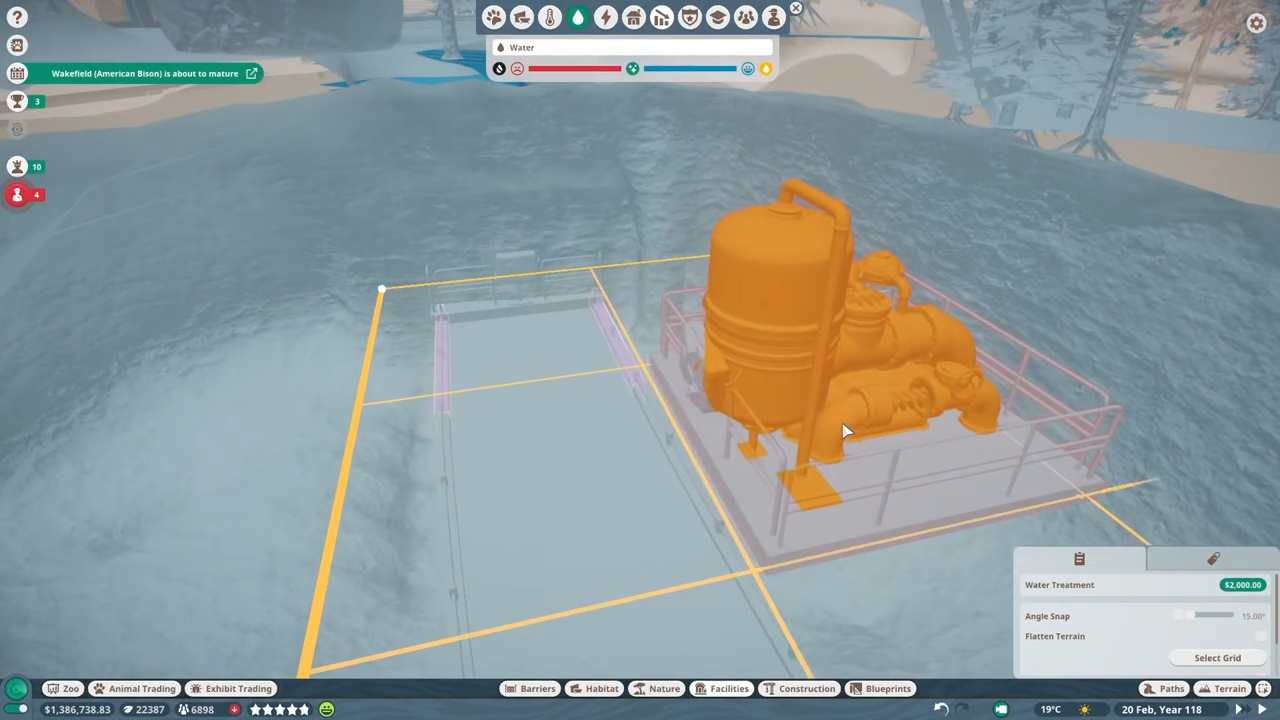 ?
Water
Wakefield (American Bison) is about to mature
3
10
4
Water Treatment
$2,000.00
Angle Snap
15.00°
Flatten Terrain
Select Grid
Zoo
Animal Trading
Exhibit Trading
Barriers
Habitat
Nature
Facilities
Construction
Blueprints
Paths
Terrain
$1,386,738.83
22387
6898
19°C
20 Feb, Year 118